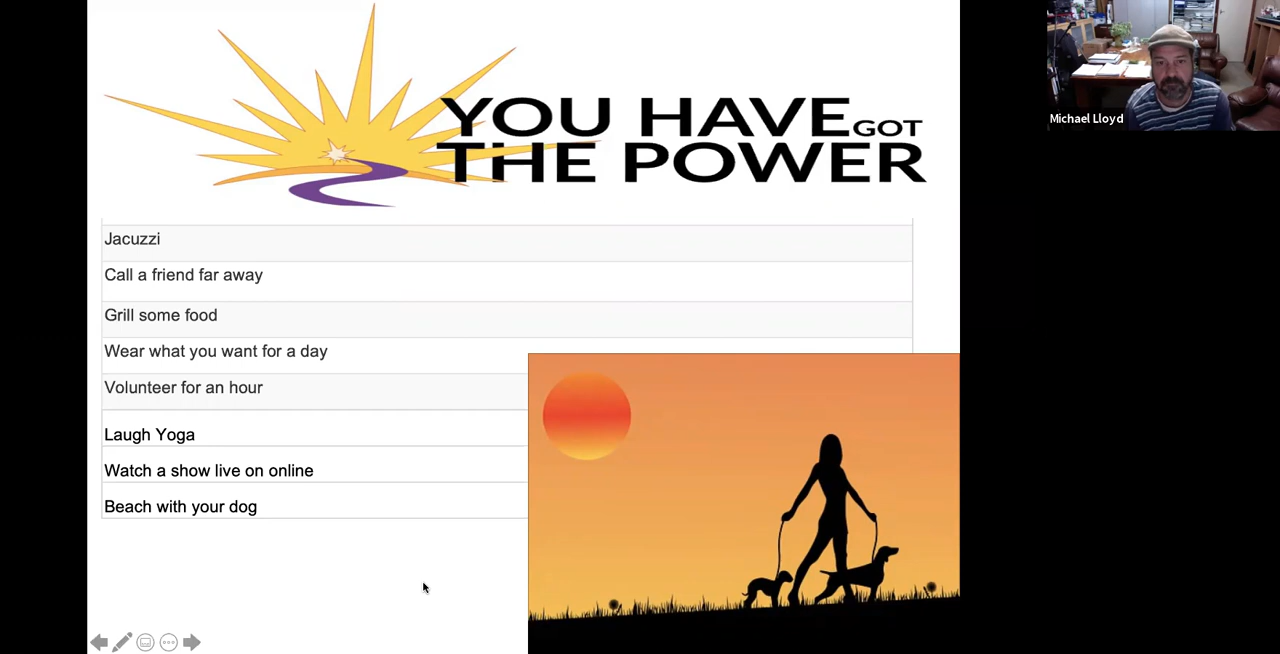 YOU HAVE GOT
THE POWER
Michael Lloyd
Jacuzzi
Call a friend far away
Grill some food
Wear what you want for a day
Volunteer for an hour
Laugh Yoga
Watch a show live on online
Beach with your dog